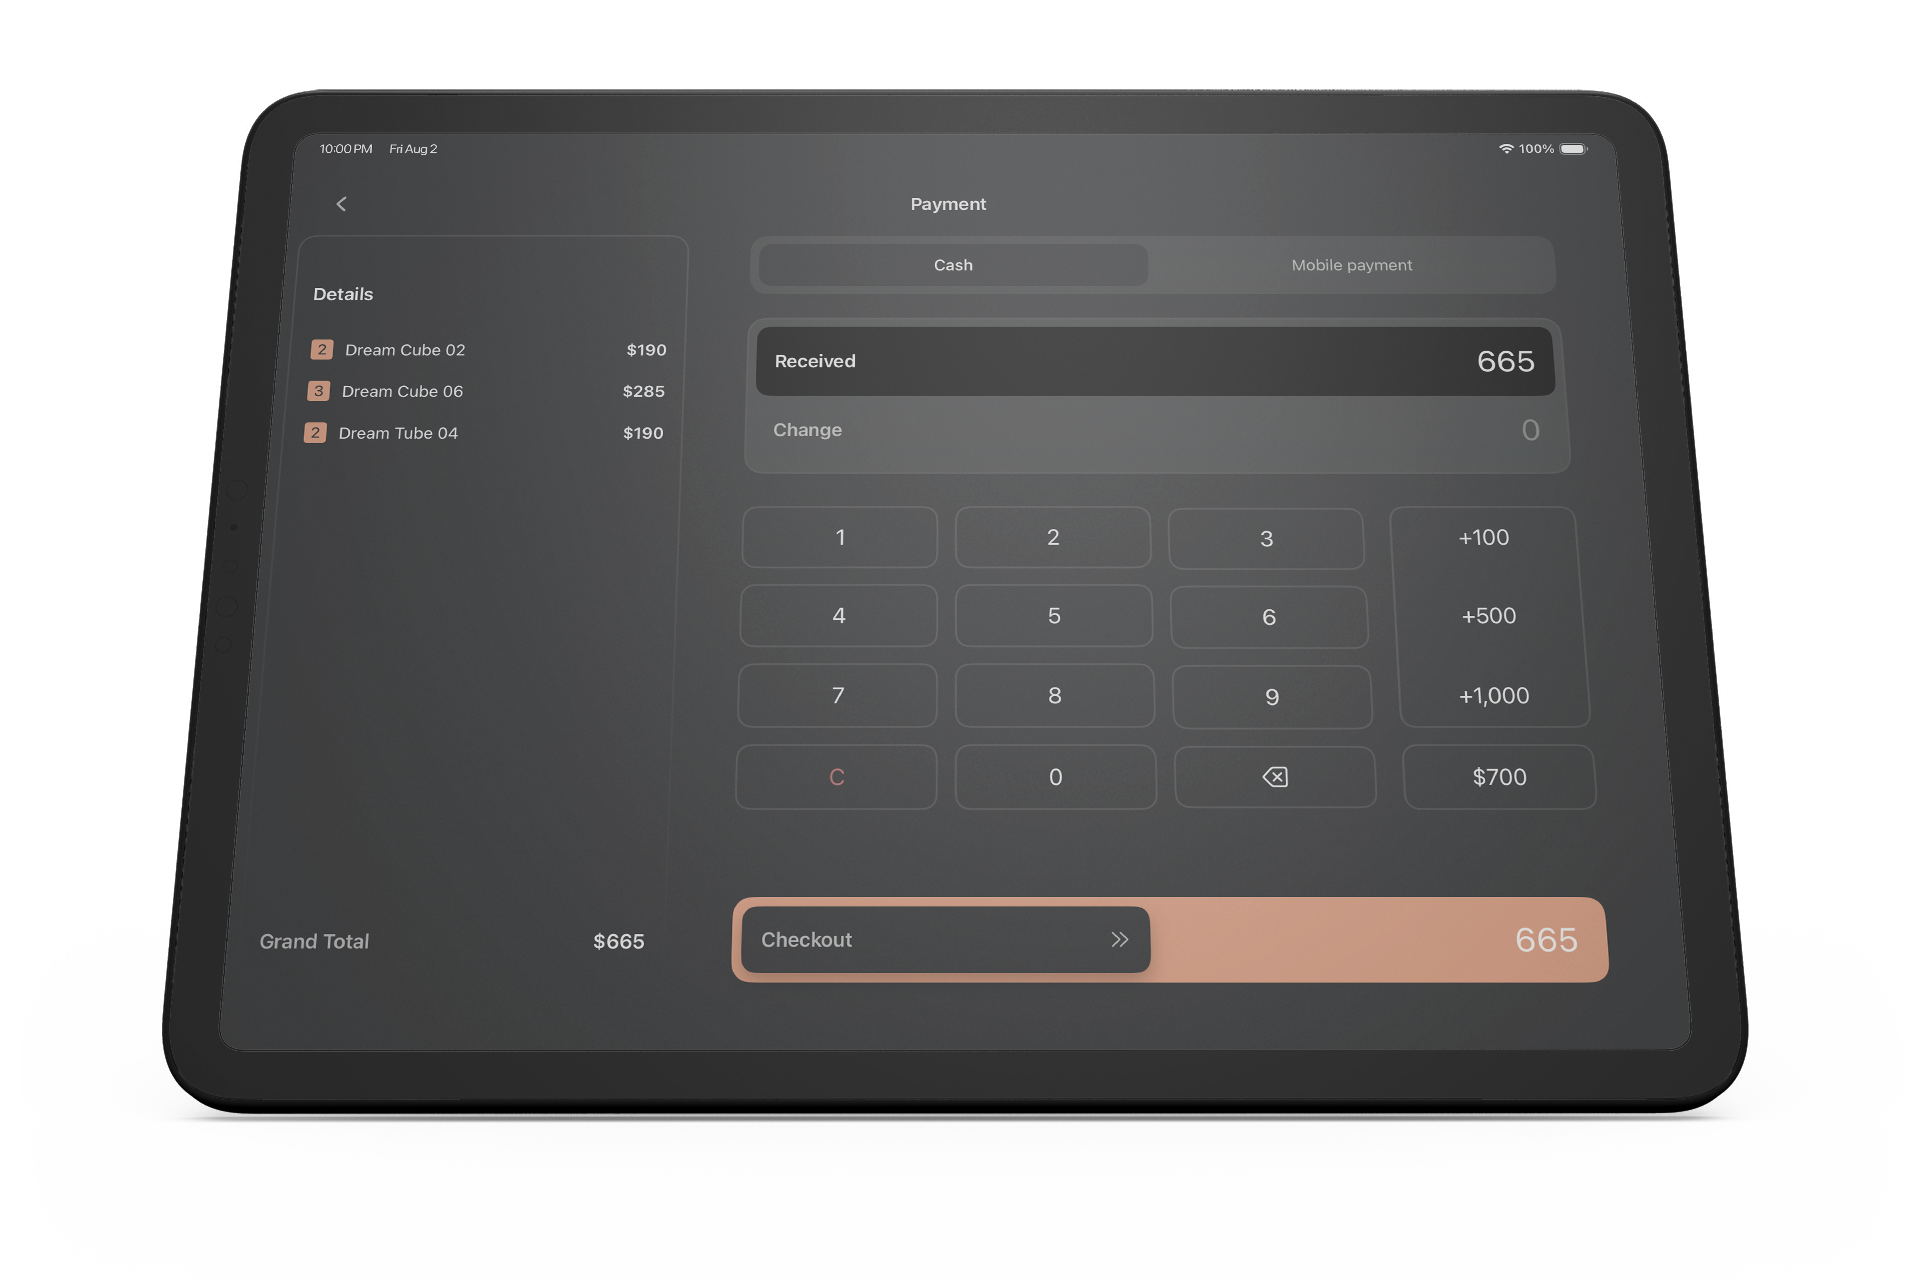 10:00 PM Fri Aug 2
100%
Payment
Details
2 Dream Cube 02 $190
3 Dream Cube 06 $285
2 Dream Tube 04 $190
Grand Total $665
Cash Mobile payment
Received 665
Change 0
1 2 3 +100
4 5 6 +500
7 8 9 +1,000
C 0 $700
Checkout 665